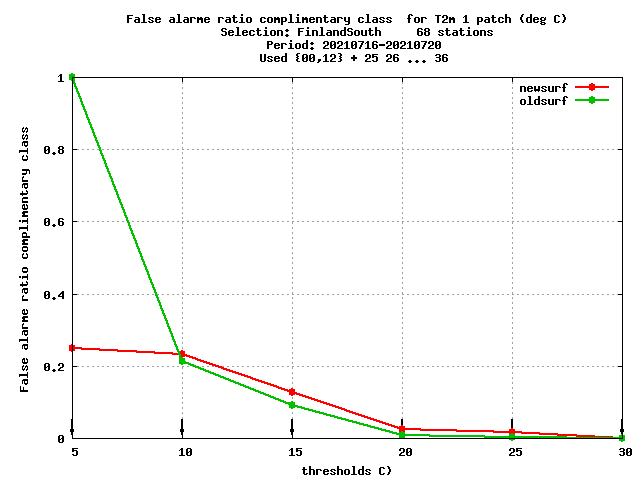 False alarme ratio complimentary class  for T2m 1 patch (deg C)
Selection: FinlandSouth     68 stations
Period: 20210716-20210720
Used {00,12} + 25 26 ... 36
newsurf
oldsurf
False alarme ratio complimentary class
1
0.8
0.6
0.4
0.2
0
5 10 15 20 25 30
thresholds C)